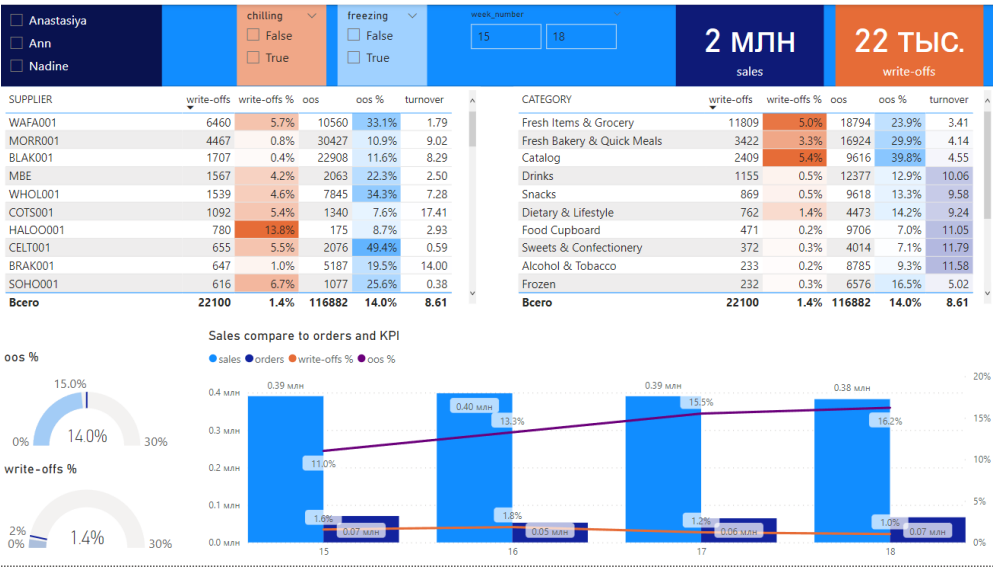 Anastasiya
Ann
Nadine
chilling
False
True
freezing
False
True
week_number
15 18
2 МЛН
sales
22 ТЫС.
write-offs
SUPPLIER write-offs write-offs % oos oos % turnover
WAFA001 6460 5.7% 10560 33.1% 1.79
MORR001 4467 0.8% 30427 10.9% 9.02
BLAK001 1707 0.4% 22908 11.6% 8.29
MBE 1567 4.2% 2063 22.3% 2.50
WHOL001 1539 4.6% 7845 34.3% 7.28
COTS001 1092 5.4% 1340 7.6% 17.41
HALOO001 780 13.8% 175 8.7% 2.93
CELT001 655 5.5% 2076 49.4% 0.59
BRAK001 647 1.0% 5187 19.5% 14.00
SOHO001 616 6.7% 1077 25.6% 0.38
Всего 22100 1.4% 116882 14.0% 8.61
CATEGORY write-offs write-offs % oos oos % turnover
Fresh Items & Grocery 11809 5.0% 18794 23.9% 3.41
Fresh Bakery & Quick Meals 3422 3.3% 16924 29.9% 4.14
Catalog 2409 5.4% 9616 39.8% 4.55
Drinks 1155 0.5% 12377 12.9% 10.06
Snacks 869 0.5% 9618 13.3% 9.58
Dietary & Lifestyle 762 1.4% 4473 14.2% 9.24
Food Cupboard 471 0.2% 9706 7.0% 11.05
Sweets & Confectionery 372 0.3% 4014 7.1% 11.79
Alcohol & Tobacco 233 0.2% 8785 9.3% 11.58
Frozen 232 0.3% 6576 16.5% 5.02
Всего 22100 1.4% 116882 14.0% 8.61
oos %
15.0%
14.0%
0% 30%
write-offs %
2%
1.4%
0% 30%
Sales compare to orders and KPI
sales orders write-offs % oos %
0.4 млн
0.3 млн
0.2 млн
0.1 млн
0.0 млн
0.39 млн
0.40 млн
0.39 млн
0.38 млн
11.0%
13.3%
15.5%
16.2%
1.6%
1.8%
1.2%
1.0%
0.07 млн
0.05 млн
0.06 млн
0.07 млн
20%
15%
10%
5%
0%
15 16 17 18